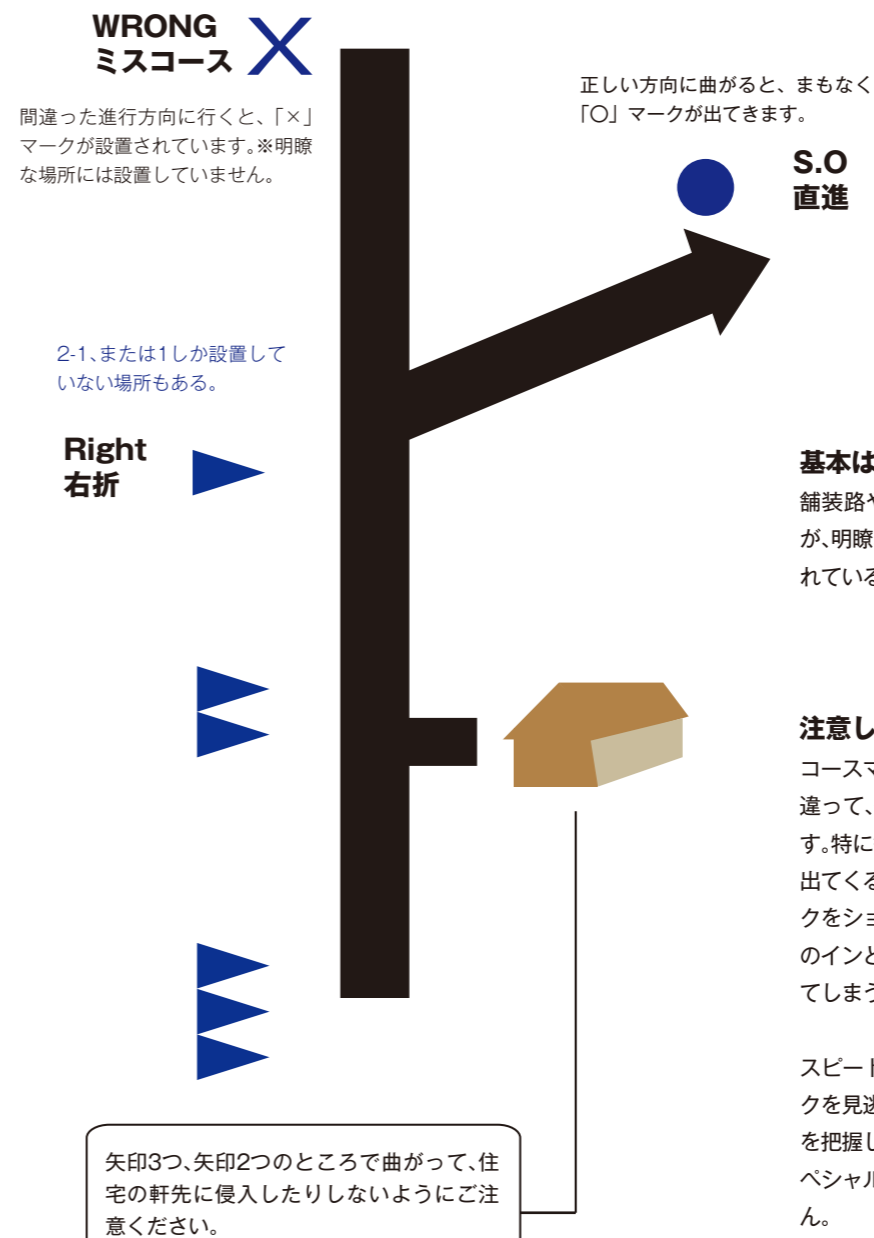 WRONG
ミスコース
間違った進行方向に行くと、「×」
マークが設置されています。※明瞭
な場所には設置していません。
正しい方向に曲がると、まもなく
「〇」マークが出てきます。
S.O
直進
2-1、または1しか設置して
いない場所もある。
Right
右折
基本は
舗装路や
が、明瞭
れている
注意し
コースマ
違って、
す。特に
出てくる
クをショ
のインと
てしまう
スピード
クを見逃
を把握し
ペシャル
ん。
矢印3つ、矢印2つのところで曲がって、住
宅の軒先に侵入したりしないようにご注
意ください。